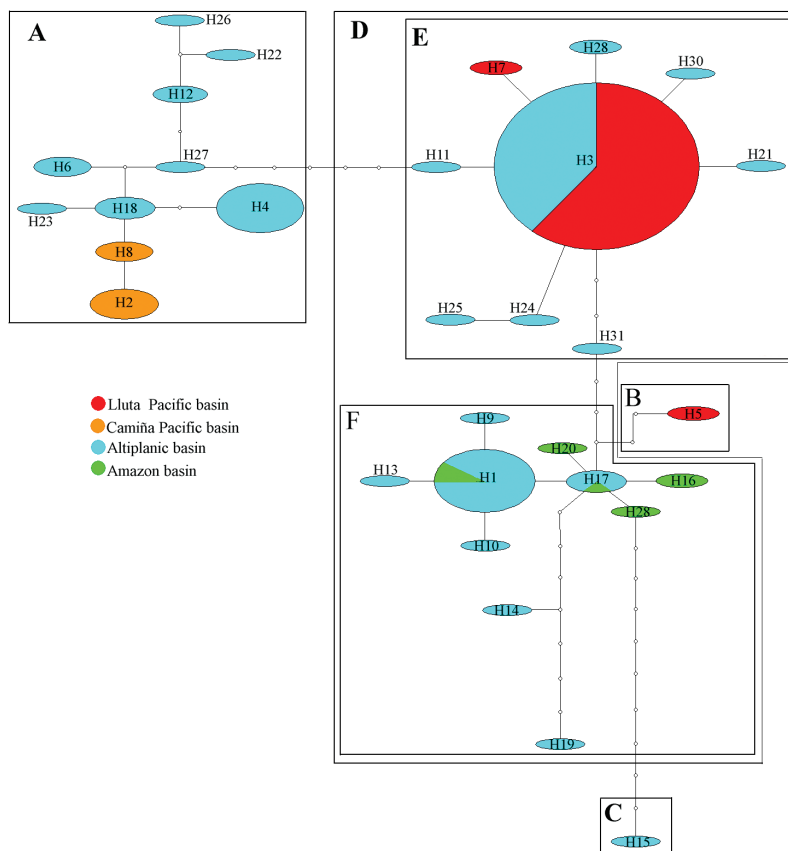 A
H26
H22
H12
H27
H6
H18
H4
H23
H8
H2
D
E
H28
H7
H30
H3
H11
H21
H25
H24
H31
Lluta Pacific basin
Camiña Pacific basin
Altiplanic basin
Amazon basin
B
H5
F
H9
H20
H13
H1
H17
H16
H28
H10
H14
H19
C
H15